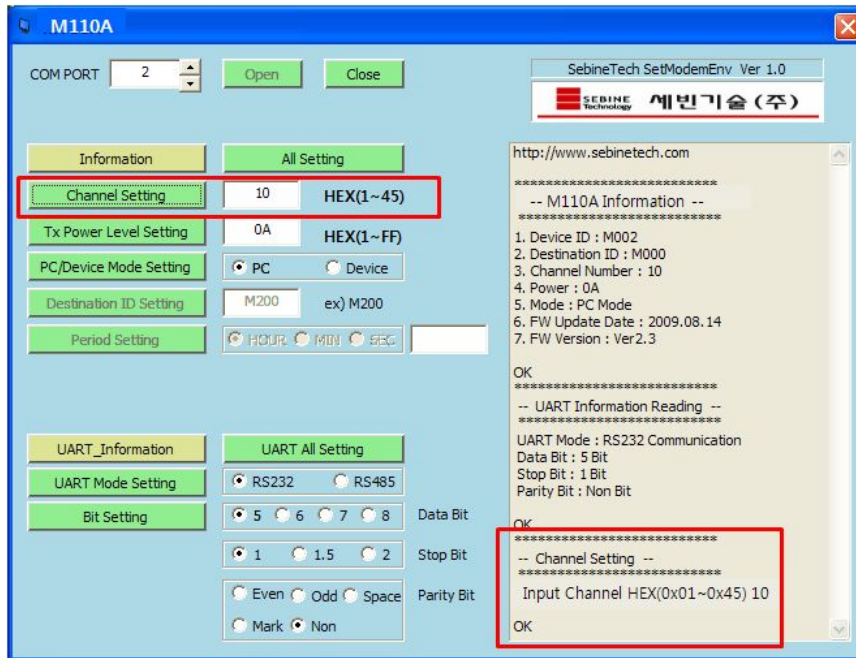 M110A
COM PORT 2 Open Close
SebineTech SetModemEnv Ver 1.0
SEBINE Technology 세빈기술(주)
Information All Setting
Channel Setting 10 HEX(1~45)
Tx Power Level Setting 0A HEX(1~FF)
PC/Device Mode Setting PC Device
Destination ID Setting M200 ex) M200
Period Setting HOUR MIN SEC
UART_Information UART All Setting
UART Mode Setting RS232 RS485
Bit Setting 5 6 7 8 Data Bit
1 1.5 2 Stop Bit
Even Odd Space Parity Bit
Mark Non
http://www.sebinetech.com
**************************
-- M110A Information --
**************************
1. Device ID : M002
2. Destination ID : M000
3. Channel Number : 10
4. Power : 0A
5. Mode : PC Mode
6. FW Update Date : 2009.08.14
7. FW Version : Ver2.3
OK
**************************
-- UART Information Reading --
**************************
UART Mode : RS232 Communication
Data Bit : 5 Bit
Stop Bit : 1 Bit
Parity Bit : Non Bit
OK
**************************
-- Channel Setting --
**************************
Input Channel HEX(0x01~0x45) 10
OK